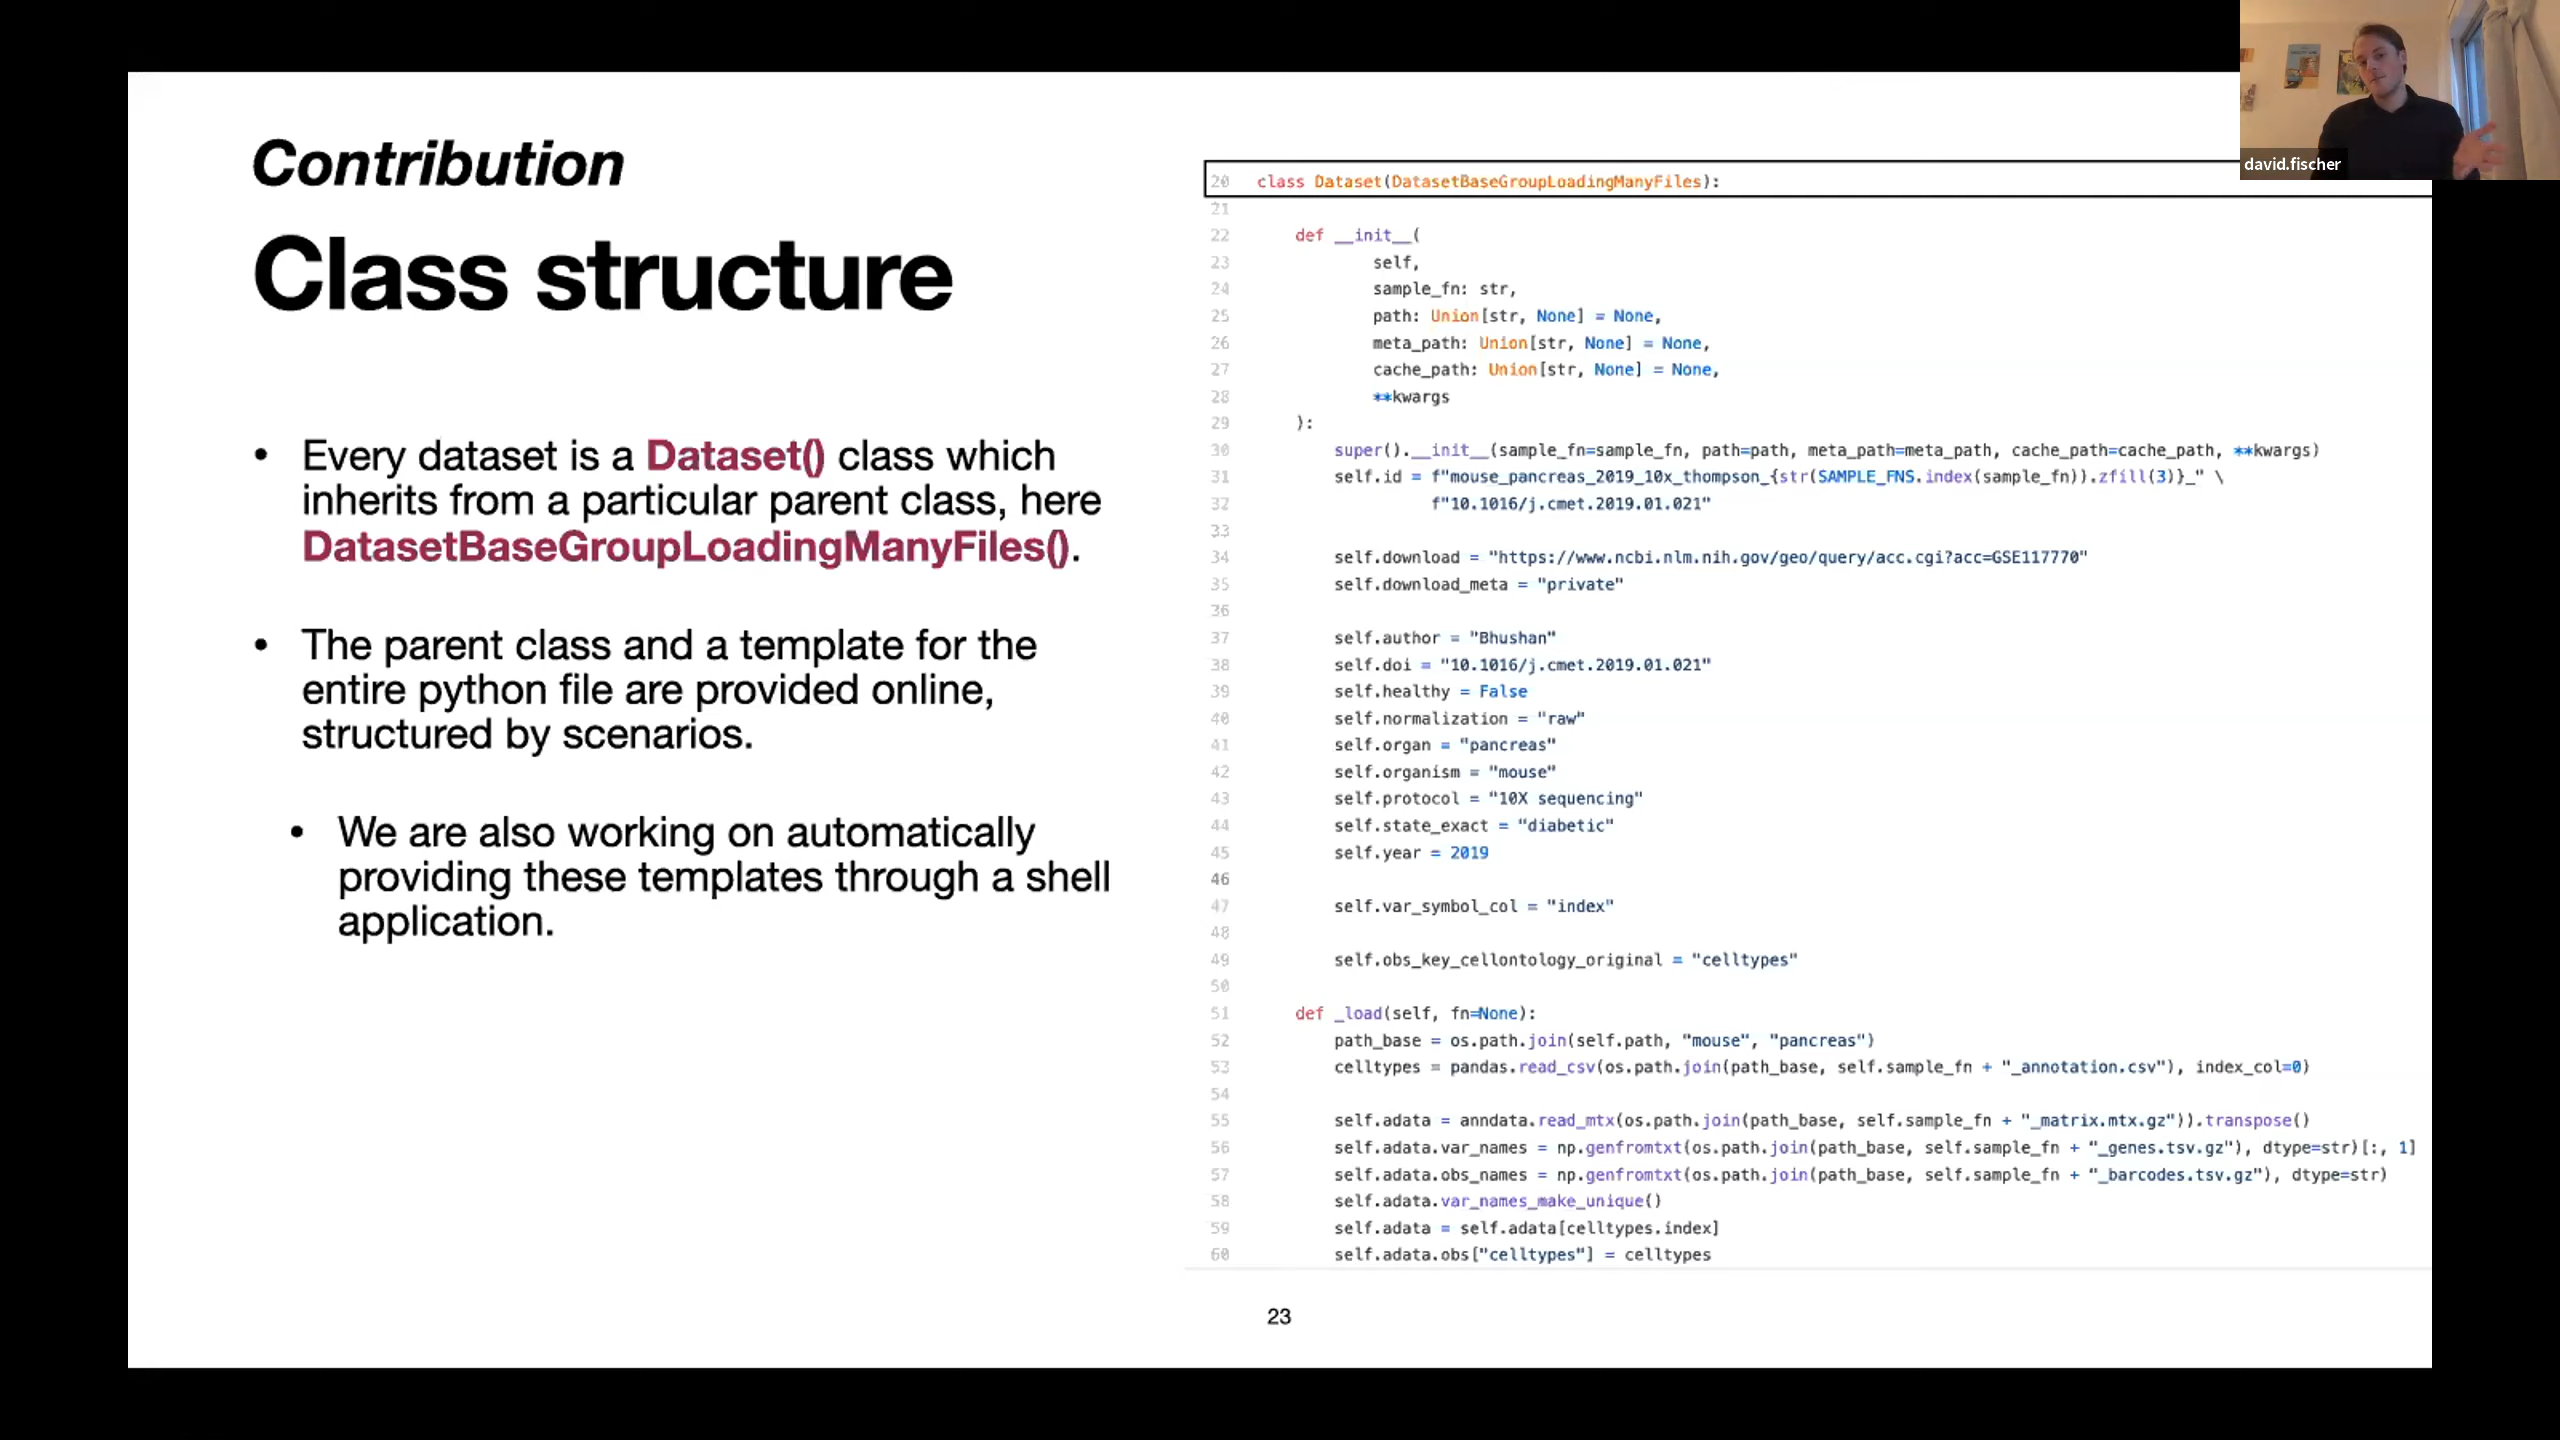 Contribution
Class structure
• Every dataset is a Dataset() class which
inherits from a particular parent class, here
DatasetBaseGroupLoadingManyFiles().
• The parent class and a template for the
entire python file are provided online,
structured by scenarios.
• We are also working on automatically
providing these templates through a shell
application.
20 class Dataset(DatasetBaseGroupLoadingManyFiles):
21
22 def __init__(
23 self,
24 sample_fn: str,
25 path: Union[str, None] = None,
26 meta_path: Union[str, None] = None,
27 cache_path: Union[str, None] = None,
28 **kwargs
29 ):
30 super().__init__(sample_fn=sample_fn, path=path, meta_path=meta_path, cache_path=cache_path, **kwargs)
31 self.id = f"mouse_pancreas_2019_10x_thompson_{str(SAMPLE_FNS.index(sample_fn)).zfill(3)}_" \
32 f"10.1016/j.cmet.2019.01.021"
33
34 self.download = "https://www.ncbi.nlm.nih.gov/geo/query/acc.cgi?acc=GSE117770"
35 self.download_meta = "private"
36
37 self.author = "Bhushan"
38 self.doi = "10.1016/j.cmet.2019.01.021"
39 self.healthy = False
40 self.normalization = "raw"
41 self.organ = "pancreas"
42 self.organism = "mouse"
43 self.protocol = "10X sequencing"
44 self.state_exact = "diabetic"
45 self.year = 2019
46
47 self.var_symbol_col = "index"
48
49 self.obs_key_cellontology_original = "celltypes"
50
51 def _load(self, fn=None):
52 path_base = os.path.join(self.path, "mouse", "pancreas")
53 celltypes = pandas.read_csv(os.path.join(path_base, self.sample_fn + "_annotation.csv"), index_col=0)
54
55 self.adata = anndata.read_mtx(os.path.join(path_base, self.sample_fn + "_matrix.mtx.gz")).transpose()
56 self.adata.var_names = np.genfromtxt(os.path.join(path_base, self.sample_fn + "_genes.tsv.gz"), dtype=str)[:, 1]
57 self.adata.obs_names = np.genfromtxt(os.path.join(path_base, self.sample_fn + "_barcodes.tsv.gz"), dtype=str)
58 self.adata.var_names_make_unique()
59 self.adata = self.adata[celltypes.index]
60 self.adata.obs["celltypes"] = celltypes
23
david.fischer